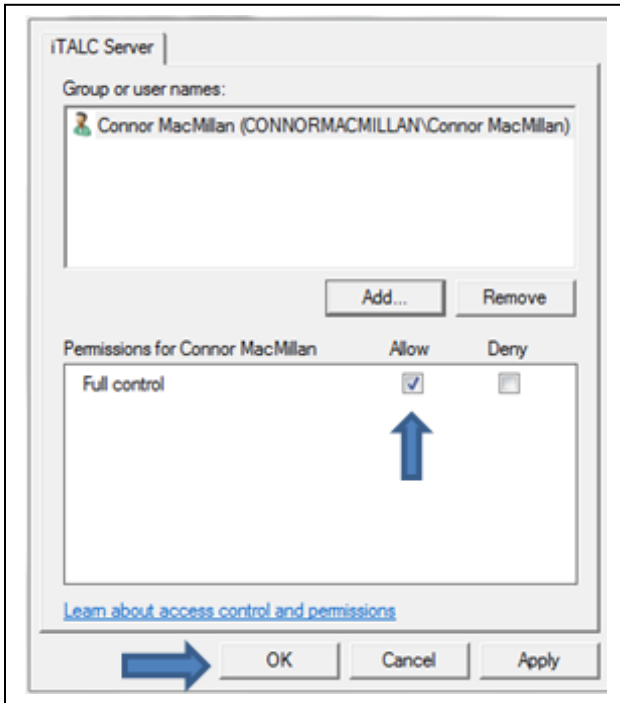 iTALC Server
Group or user names:
Connor MacMillan (CONNORMACMILLAN\Connor MacMillan)
Add...
Remove
Permissions for Connor MacMillan
Allow
Deny
Full control
Learn about access control and permissions
OK
Cancel
Apply